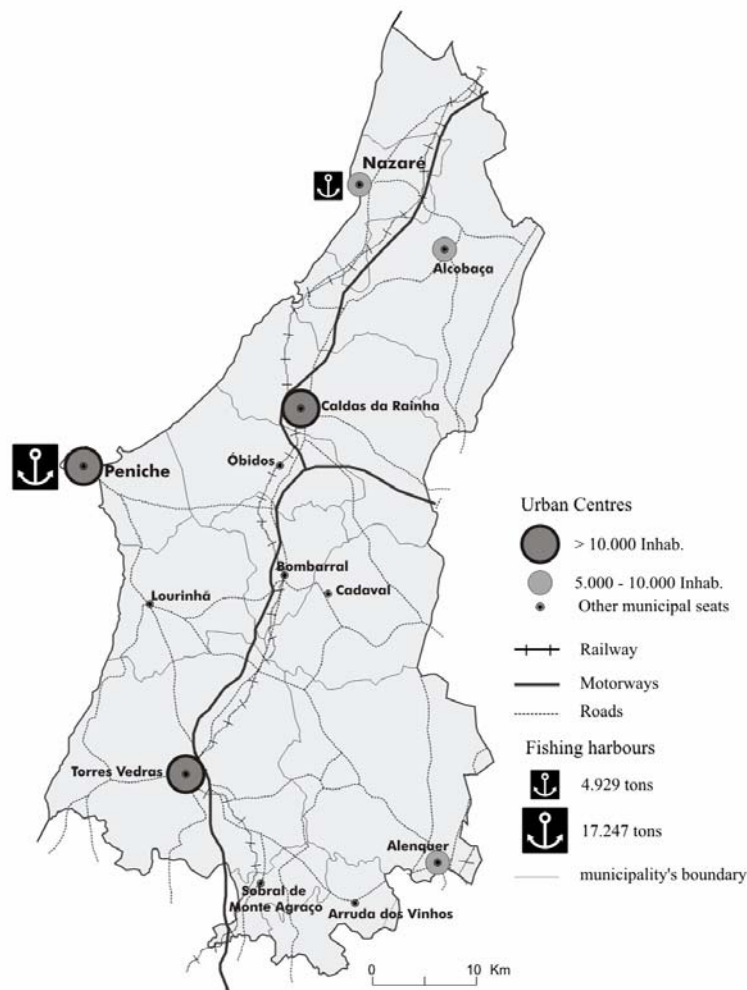 Nazaré
Alcobaça
Caldas da Raínha
Peniche
Óbidos
Bombarral
Cadaval
Lourinhã
Torres Vedras
Alenquer
Sobral de
Monte Agraço
Arruda dos Vinhos
0 10 Km
Urban Centres
> 10.000 Inhab.
5.000 - 10.000 Inhab.
Other municipal seats
Railway
Motorways
Roads
Fishing harbours
4.929 tons
17.247 tons
municipality's boundary